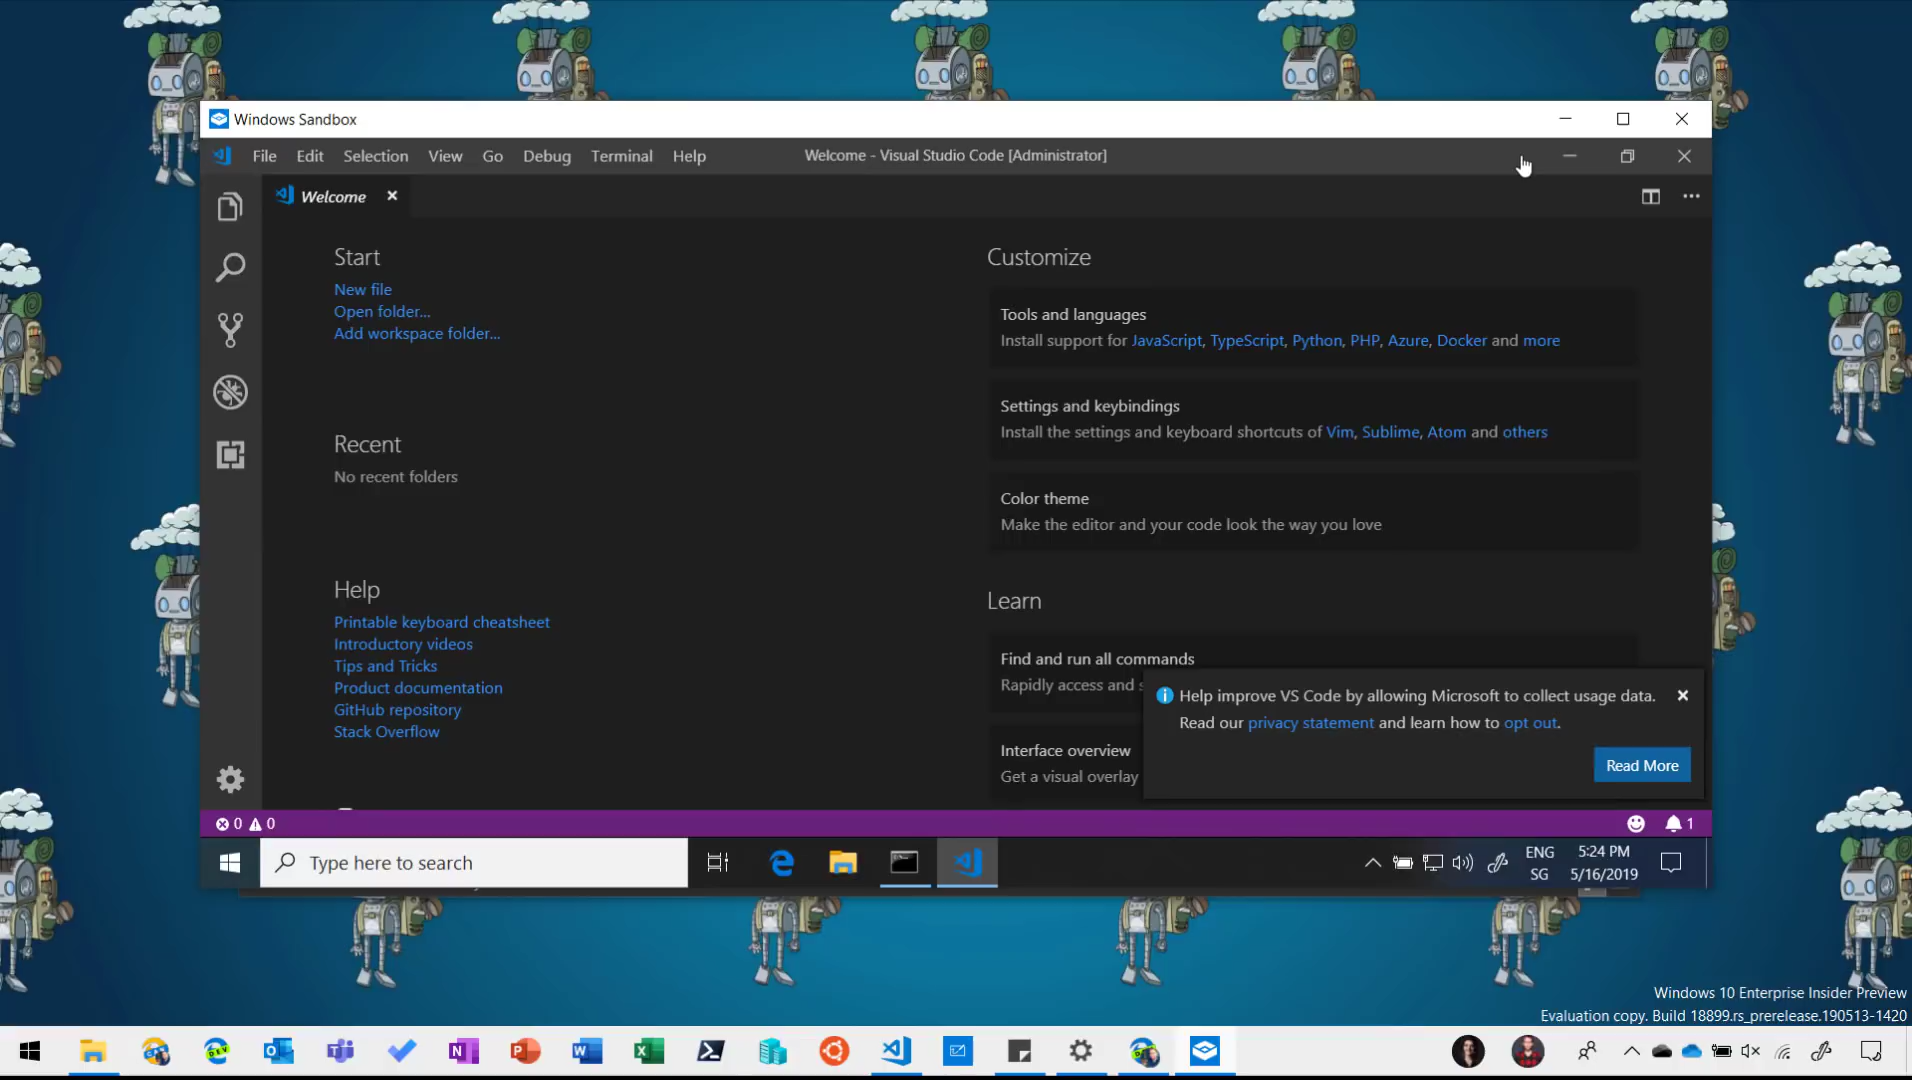 Windows Sandbox
File Edit Selection View Go Debug Terminal Help
Welcome - Visual Studio Code [Administrator]
Welcome
Start
New file
Open folder...
Add workspace folder...
Recent
No recent folders
Help
Printable keyboard cheatsheet
Introductory videos
Tips and Tricks
Product documentation
GitHub repository
Stack Overflow
Customize
Tools and languages
Install support for JavaScript, TypeScript, Python, PHP, Azure, Docker and more
Settings and keybindings
Install the settings and keyboard shortcuts of Vim, Sublime, Atom and others
Color theme
Make the editor and your code look the way you love
Learn
Find and run all commands
Rapidly access and
Interface overview
Get a visual overlay
Help improve VS Code by allowing Microsoft to collect usage data.
Read our privacy statement and learn how to opt out.
Read More
0 0
1
Type here to search
ENG
SG
5:24 PM
5/16/2019
Windows 10 Enterprise Insider Preview
Evaluation copy. Build 18899.rs_prerelease.190513-1420